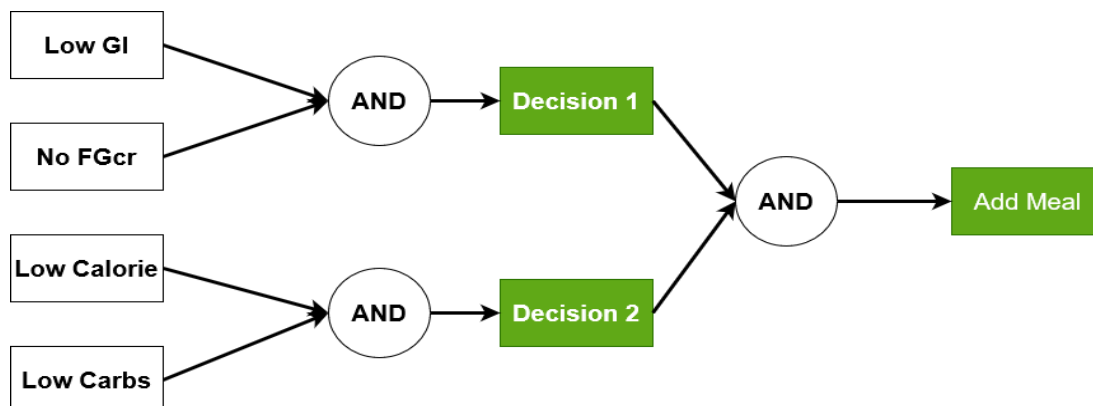 Low GI
No FGcr
Low Calorie
Low Carbs
AND
AND
Decision 1
Decision 2
AND
Add Meal